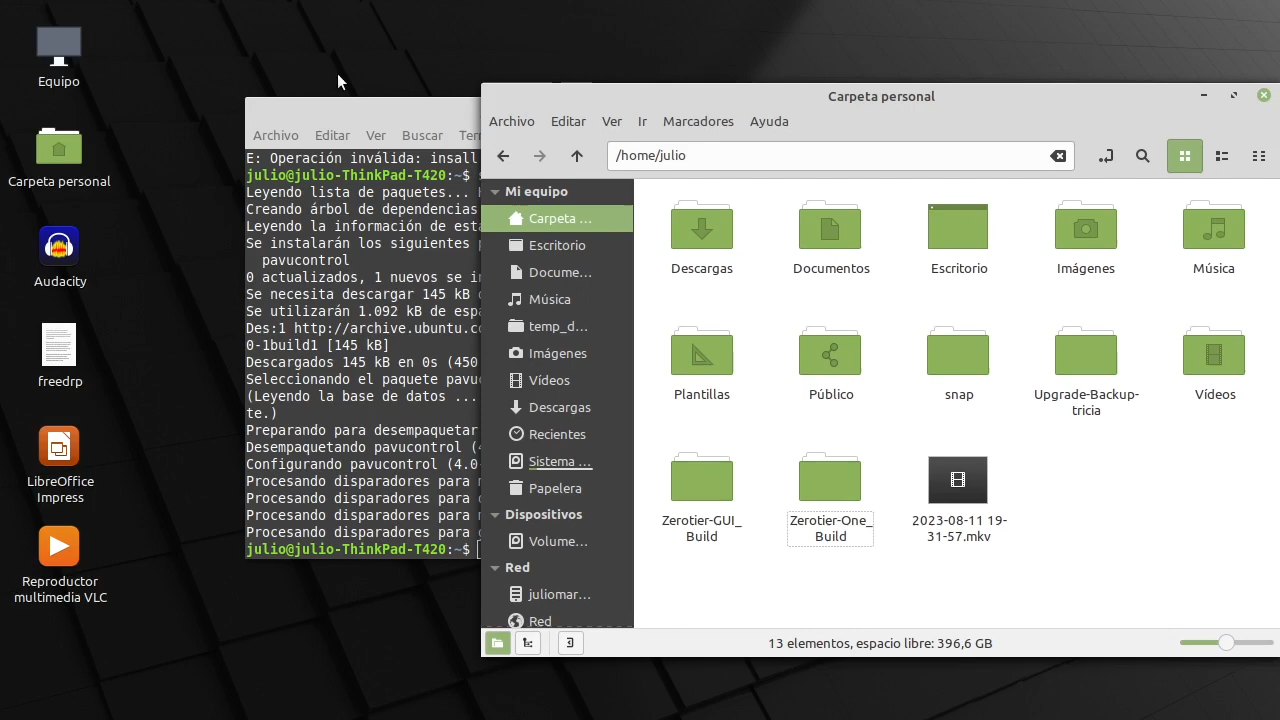 Equipo
Carpeta personal
Audacity
freedrp
LibreOffice
Impress
Reproductor
multimedia VLC
Archivo Editar Ver Buscar Ter
E: Operación inválida: insall
julio@julio-ThinkPad-T420:~$
Leyendo lista de paquetes...
Creando árbol de dependencias
Leyendo la información de esta
Se instalarán los siguientes
pavucontrol
0 actualizados, 1 nuevos se i
Se necesita descargar 145 kB
Se utilizarán 1.092 kB de esp
Des:1 http://archive.ubuntu.c
0-1build1 [145 kB]
Descargados 145 kB en 0s (450
Seleccionando el paquete pavu
(Leyendo la base de datos ...
te.)
Preparando para desempaquetar
Desempaquetando pavucontrol (4
Configurando pavucontrol (4.0
Procesando disparadores para
Procesando disparadores para
Procesando disparadores para
Procesando disparadores para
julio@julio-ThinkPad-T420:~$
Carpeta personal
Archivo Editar Ver Ir Marcadores Ayuda
/home/julio
Mi equipo
Carpeta ...
Escritorio
Docume...
Música
temp_d...
Imágenes
Vídeos
Descargas
Recientes
Sistema ...
Papelera
Dispositivos
Volume...
Red
juliomar...
Red
Descargas Documentos Escritorio Imágenes Música
Plantillas Público snap Upgrade-Backup-
tricia Vídeos
Zerotier-GUI_
Build
Zerotier-One_
Build
2023-08-11 19-
31-57.mkv
13 elementos, espacio libre: 396,6 GB